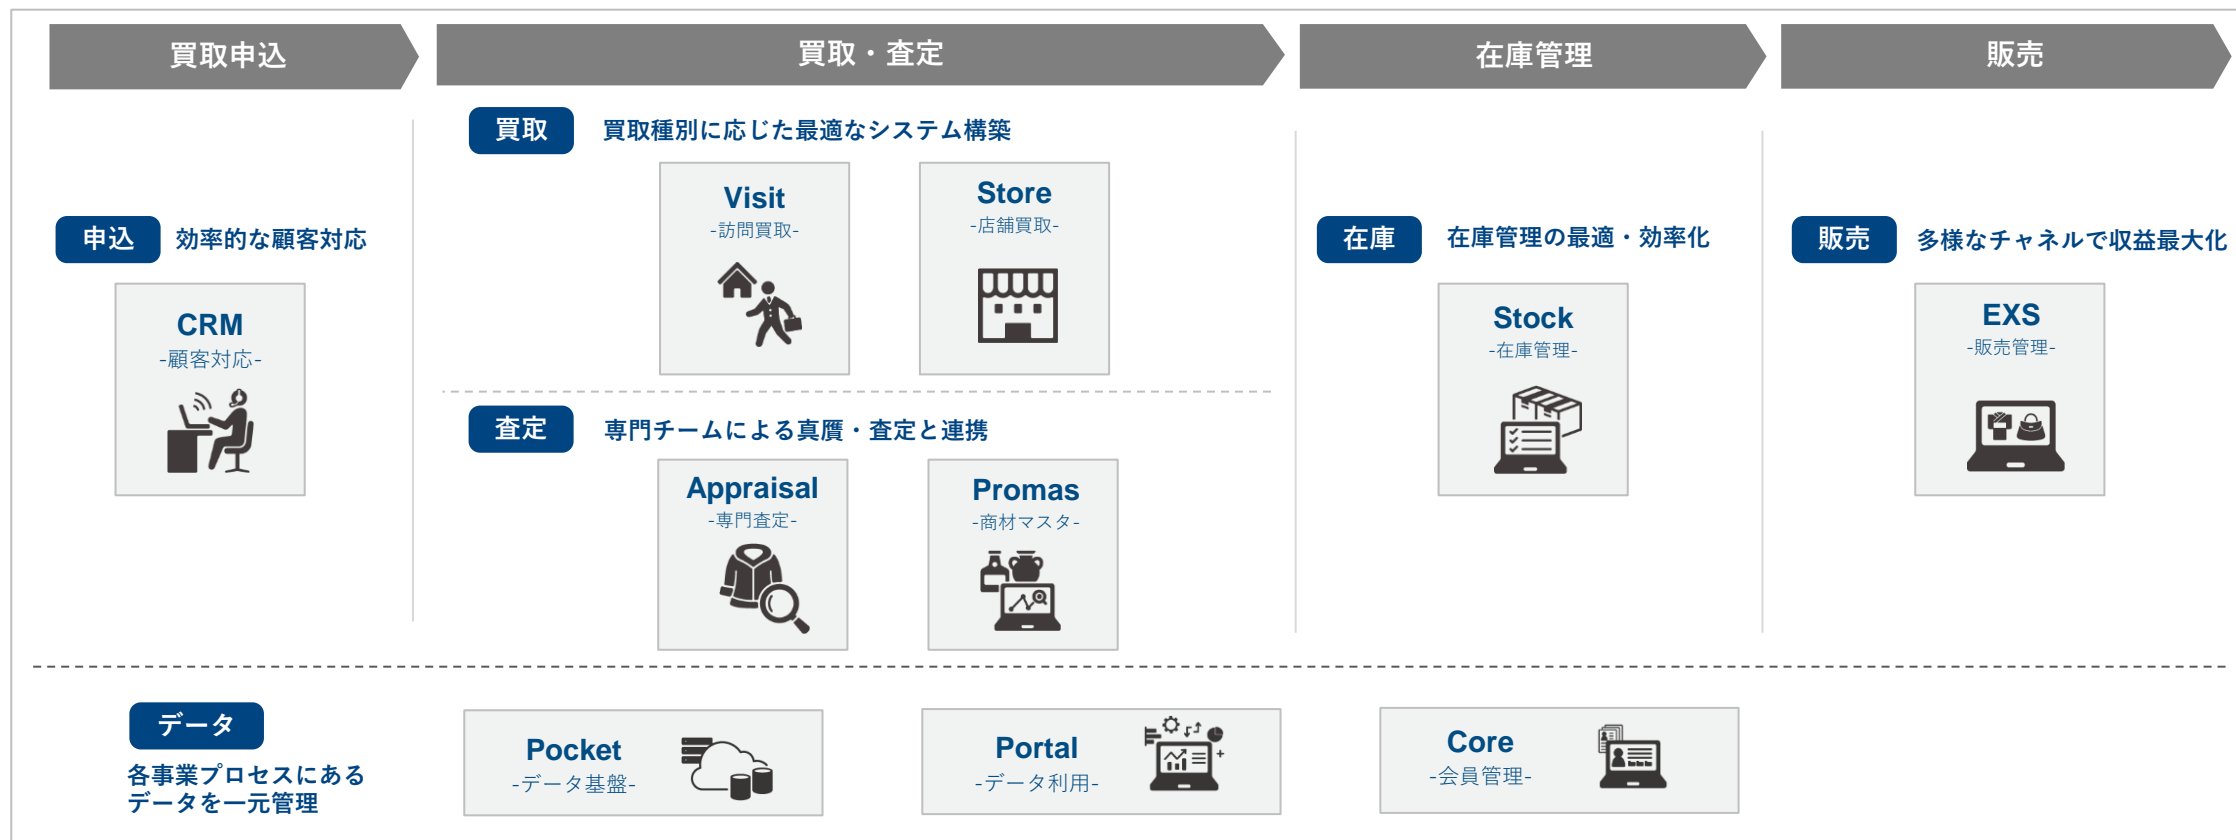 買取申込
買取・査定
在庫管理
販売
申込 効率的な顧客対応
CRM
-顧客対応-
買取 買取種別に応じた最適なシステム構築
Visit
-訪問買取-
Store
-店舗買取-
査定 専門チームによる真贋・査定と連携
Appraisal
-専門査定-
Promas
-商材マスタ-
在庫 在庫管理の最適・効率化
Stock
-在庫管理-
販売 多様なチャネルで収益最大化
EXS
-販売管理-
データ
各事業プロセスにある
データを一元管理
Pocket
-データ基盤-
Portal
-データ利用-
Core
-会員管理-